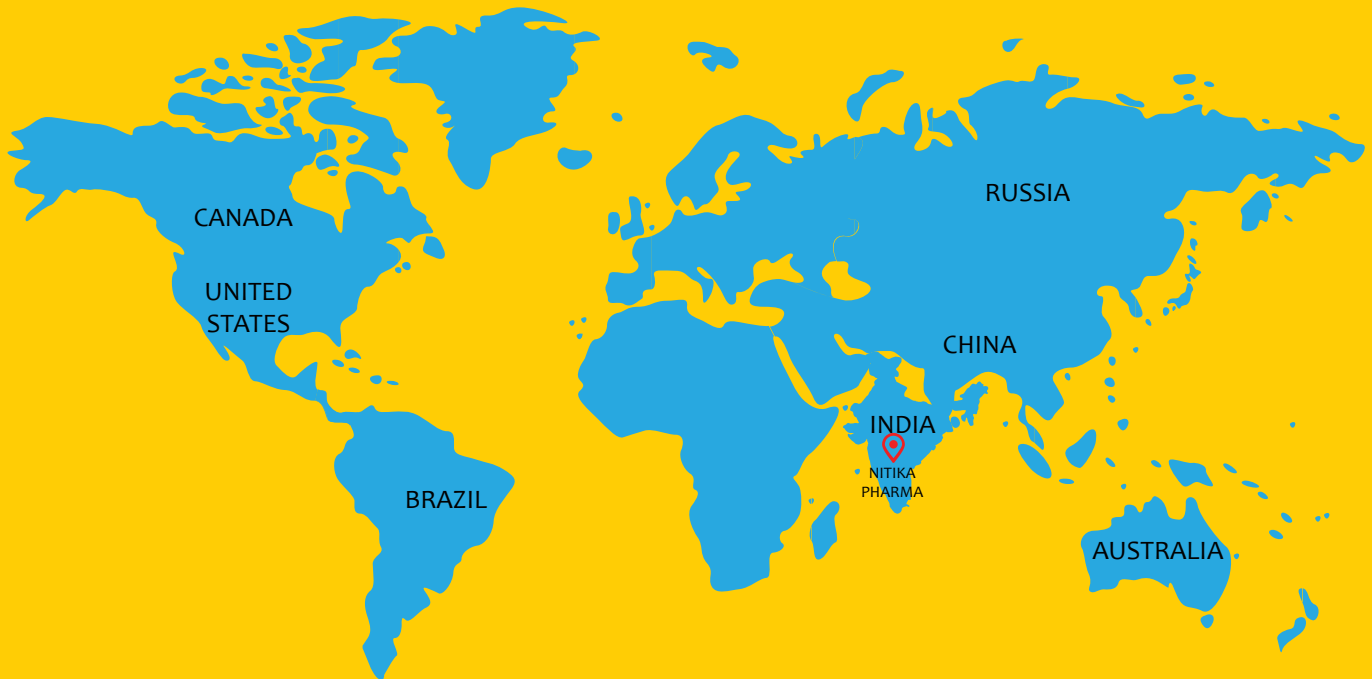 RUSSIA
CANADA
UNITED
STATES
CHINA
INDIA
NITIKA
PHARMA
BRAZIL
AUSTRALIA